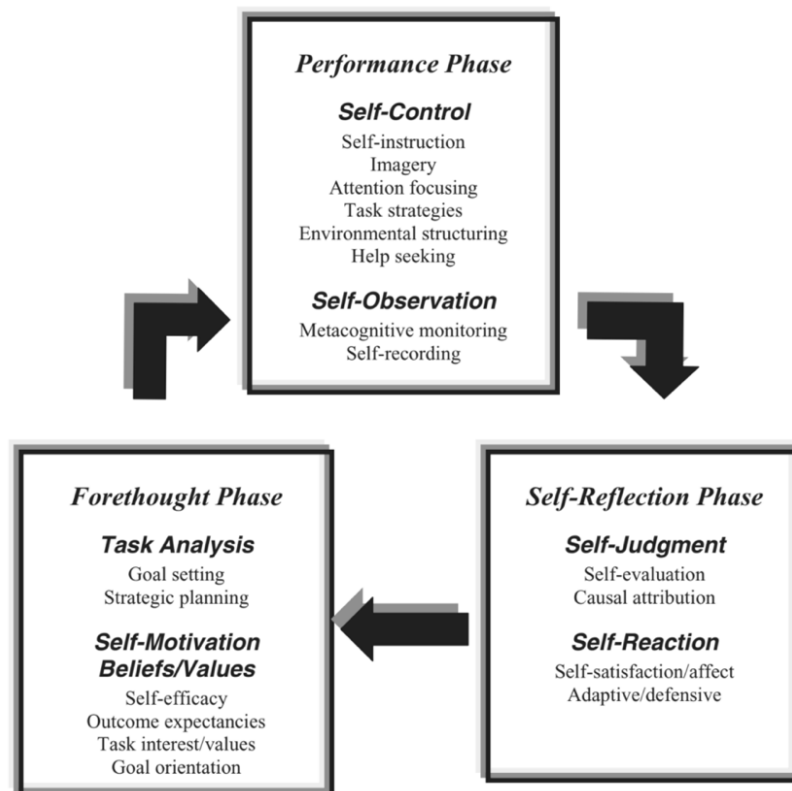 Performance Phase
Self-Control
Self-instruction
Imagery
Attention focusing
Task strategies
Environmental structuring
Help seeking
Self-Observation
Metacognitive monitoring
Self-recording
Forethought Phase
Task Analysis
Goal setting
Strategic planning
Self-Motivation
Beliefs/Values
Self-efficacy
Outcome expectancies
Task interest/values
Goal orientation
Self-Reflection Phase
Self-Judgment
Self-evaluation
Causal attribution
Self-Reaction
Self-satisfaction/affect
Adaptive/defensive